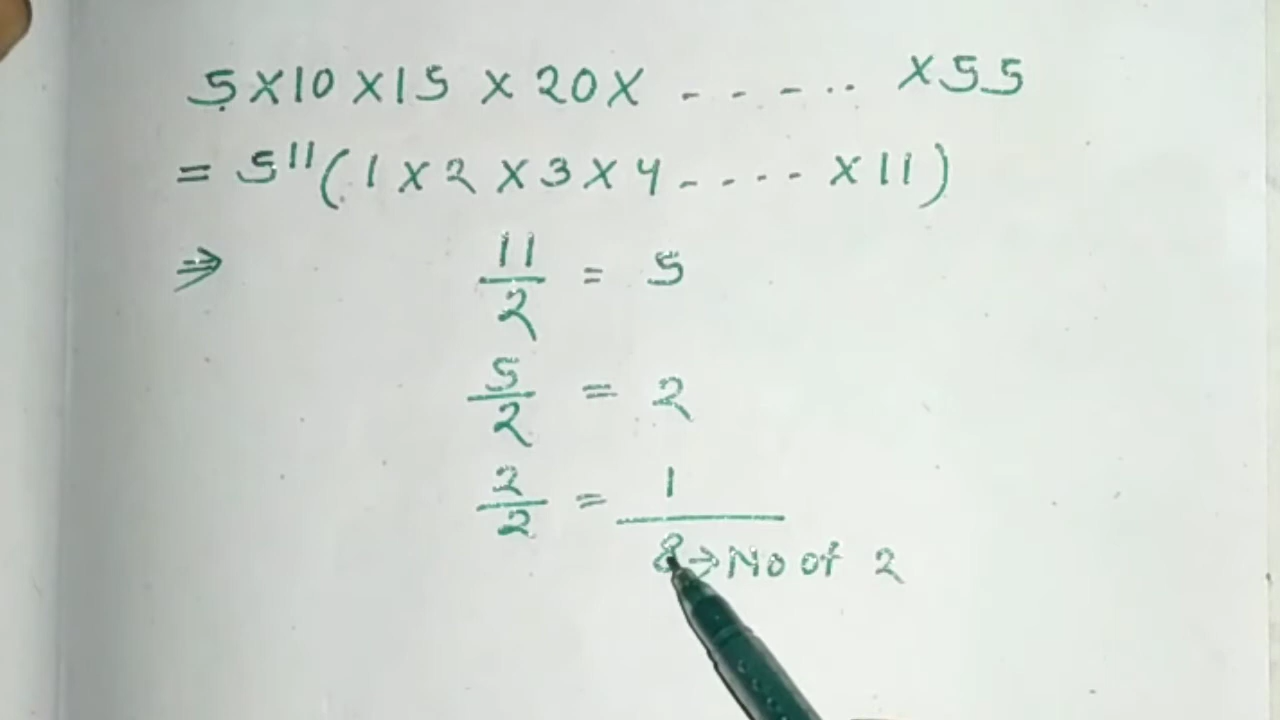 5×10×15 × 20× - - - - · · ×55
= 5¹¹(1 × 2 × 3 × 4 - - - - - ×11)
⇒ 11/2 = 5
5/2 = 2
2/2 = 1
8→No of 2